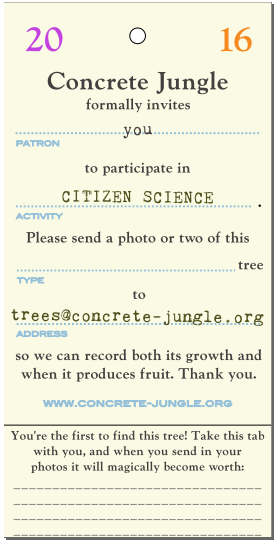 20 16
Concrete Jungle
formally invites
you
PATRON
to participate in
CITIZEN SCIENCE .
ACTIVITY
Please send a photo or two of this
tree
TYPE
to
trees@concrete-jungle.org
ADDRESS
so we can record both its growth and
when it produces fruit. Thank you.
WWW.CONCRETE-JUNGLE.ORG
You're the first to find this tree! Take this tab
with you, and when you send in your
photos it will magically become worth: